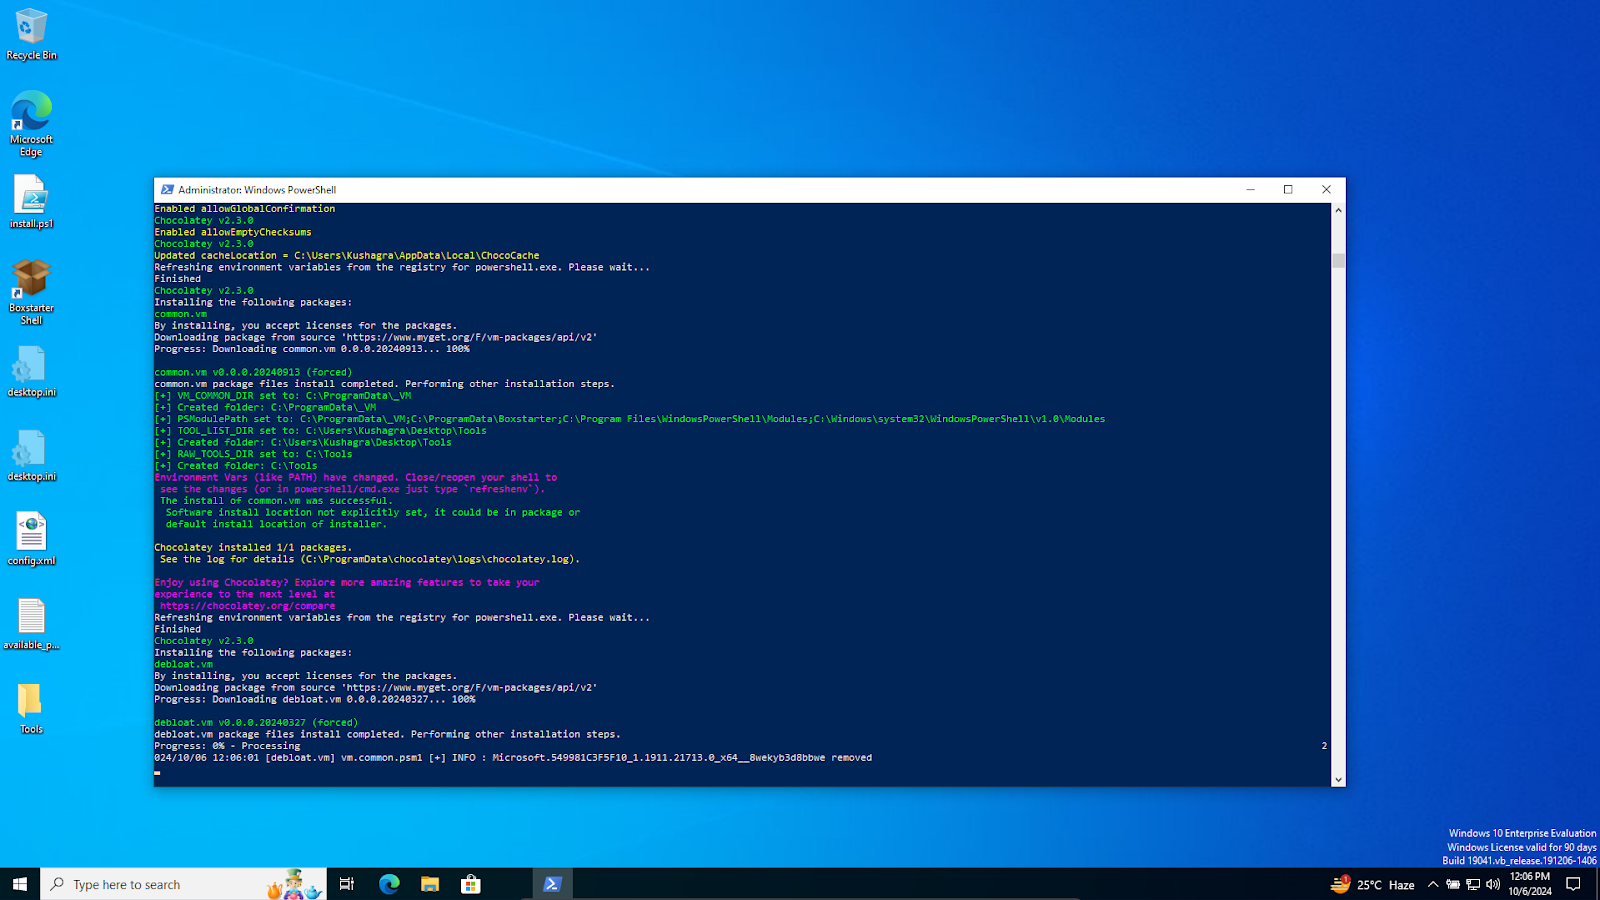 Recycle Bin
Microsoft
Edge
install.ps1
Boxstarter
Shell
desktop.ini
desktop.ini
config.xml
available_p...
Tools
Administrator: Windows PowerShell
Enabled allowGlobalConfirmation
Chocolatey v2.3.0
Enabled allowEmptyChecksums
Chocolatey v2.3.0
Updated cacheLocation = C:\Users\Kushagra\AppData\Local\ChocoCache
Refreshing environment variables from the registry for powershell.exe. Please wait...
Finished
Chocolatey v2.3.0
Installing the following packages:
common.vm
By installing, you accept licenses for the packages.
Downloading package from source 'https://www.myget.org/F/vm-packages/api/v2'
Progress: Downloading common.vm 0.0.0.20240913... 100%
common.vm v0.0.0.20240913 (forced)
common.vm package files install completed. Performing other installation steps.
[+] VM_COMMON_DIR set to: C:\ProgramData\_VM
[+] Created folder: C:\ProgramData\_VM
[+] PSModulePath set to: C:\ProgramData\_VM;C:\ProgramData\Boxstarter;C:\Program Files\WindowsPowerShell\Modules;C:\Windows\system32\WindowsPowerShell\v1.0\Modules
[+] TOOL_LIST_DIR set to: C:\Users\Kushagra\Desktop\Tools
[+] Created folder: C:\Users\Kushagra\Desktop\Tools
[+] RAW_TOOLS_DIR set to: C:\Tools
[+] Created folder: C:\Tools
Environment Vars (like PATH) have changed. Close/reopen your shell to
see the changes (or in powershell/cmd.exe just type `refreshenv`).
The install of common.vm was successful.
Software install location not explicitly set, it could be in package or
default install location of installer.
Chocolatey installed 1/1 packages.
See the log for details (C:\ProgramData\chocolatey\logs\chocolatey.log).
Enjoy using Chocolatey? Explore more amazing features to take your
experience to the next level at
https://chocolatey.org/compare
Refreshing environment variables from the registry for powershell.exe. Please wait...
Finished
Chocolatey v2.3.0
Installing the following packages:
debloat.vm
By installing, you accept licenses for the packages.
Downloading package from source 'https://www.myget.org/F/vm-packages/api/v2'
Progress: Downloading debloat.vm 0.0.0.20240327... 100%
debloat.vm v0.0.0.20240327 (forced)
debloat.vm package files install completed. Performing other installation steps.
Progress: 0% - Processing 2
024/10/06 12:06:01 [debloat.vm] vm.common.psm1 [+] INFO : Microsoft.549981C3F5F10_1.1911.21713.0_x64__8wekyb3d8bbwe removed
Windows 10 Enterprise Evaluation
Windows License valid for 90 days
Build 19041.vb_release.191206-1406
Type here to search
1
25°C Haze
12:06 PM
10/6/2024